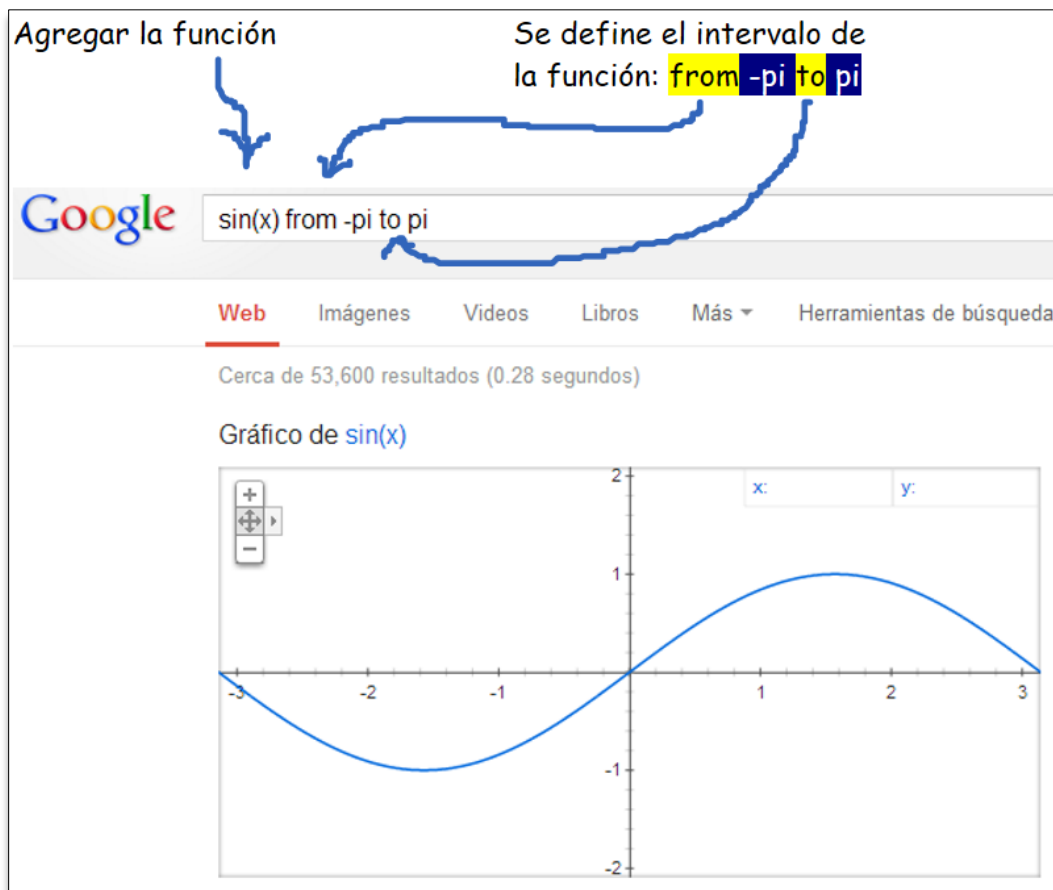 Agregar la función
Se define el intervalo de
la función: from -pi to pi
Google
sin(x) from -pi to pi
Web Imágenes Videos Libros Más Herramientas de búsqueda
Cerca de 53,600 resultados (0.28 segundos)
Gráfico de sin(x)
x: y:
2
1
-3 -2 -1 1 2 3
-1
-2